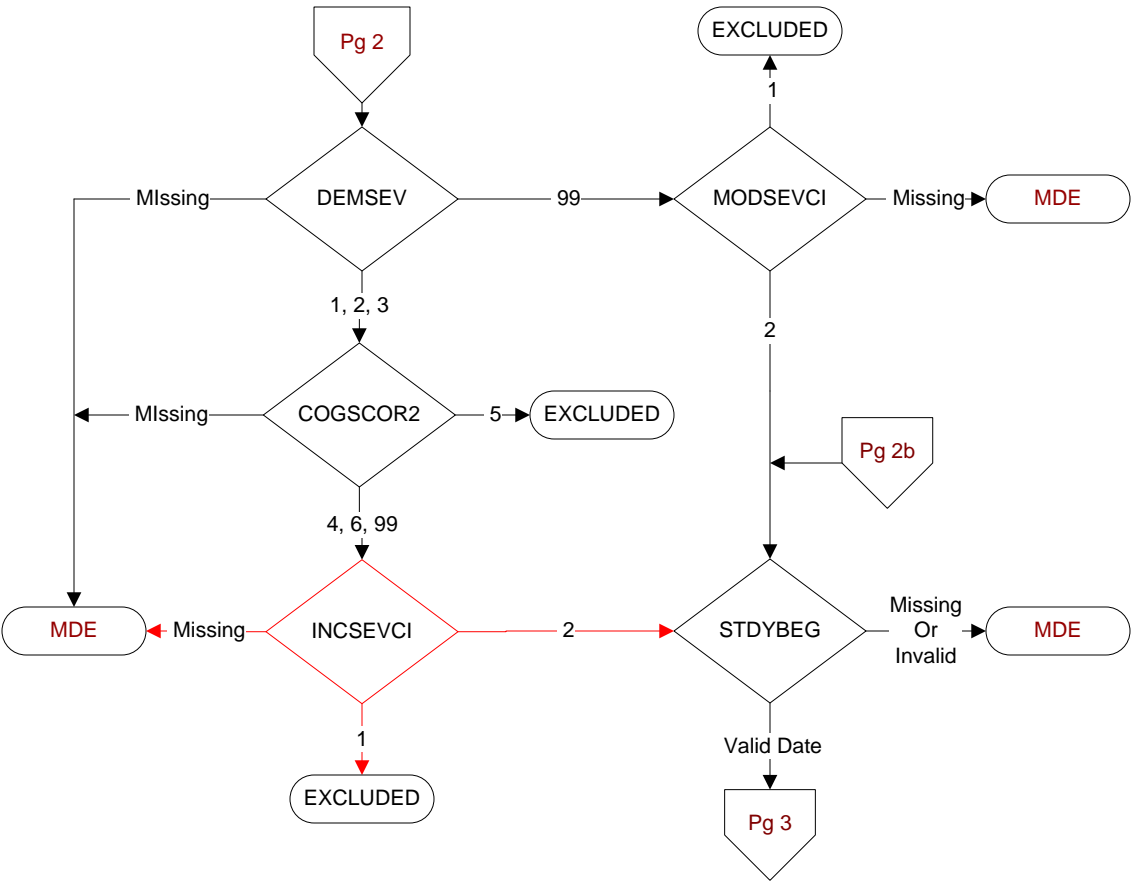 EXCLUDED
Pg 2
1
DEMSEV
MODSEVCI
MIssing
99
Missing
MDE
1, 2, 3
2
COGSCOR2
MIssing
5
EXCLUDED
Pg 2b
4, 6, 99
MDE
Missing
INCSEVCI
2
STDYBEG
Missing
Or
Invalid
MDE
1
Valid Date
EXCLUDED
Pg 3